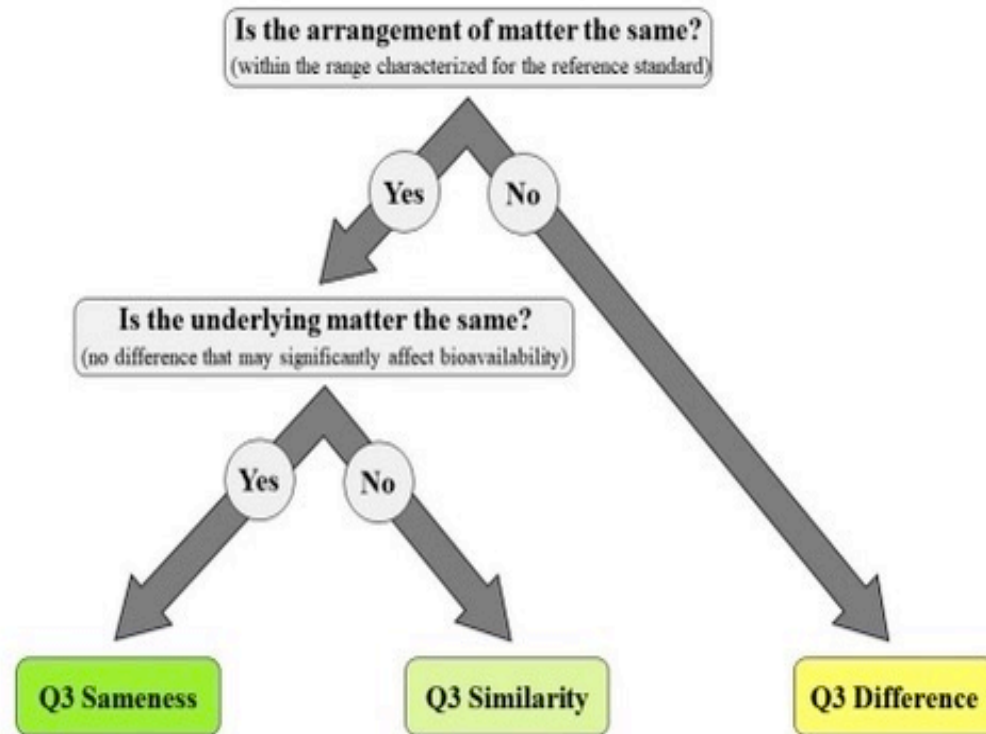 Is the arrangement of matter the same?
(within the range characterized for the reference standard)
Yes
No
Is the underlying matter the same?
(no difference that may significantly affect bioavailability)
Yes
No
Q3 Sameness
Q3 Similarity
Q3 Difference